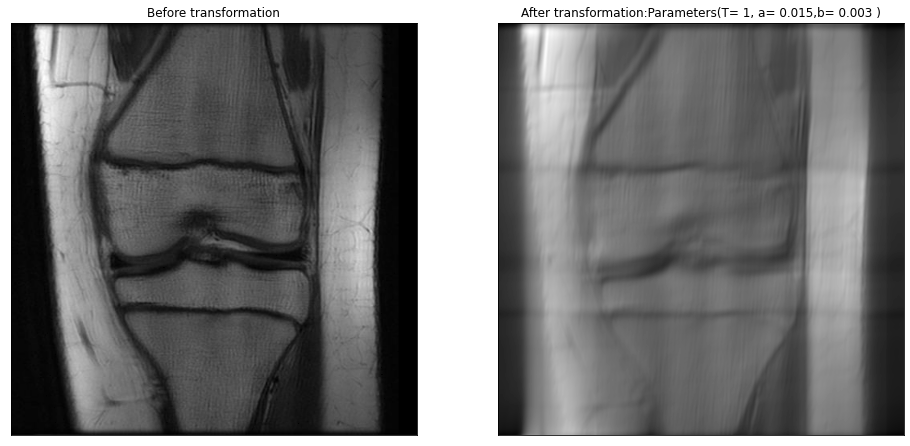 Before transformation
After transformation:Parameters(T= 1, a= 0.015,b= 0.003 )